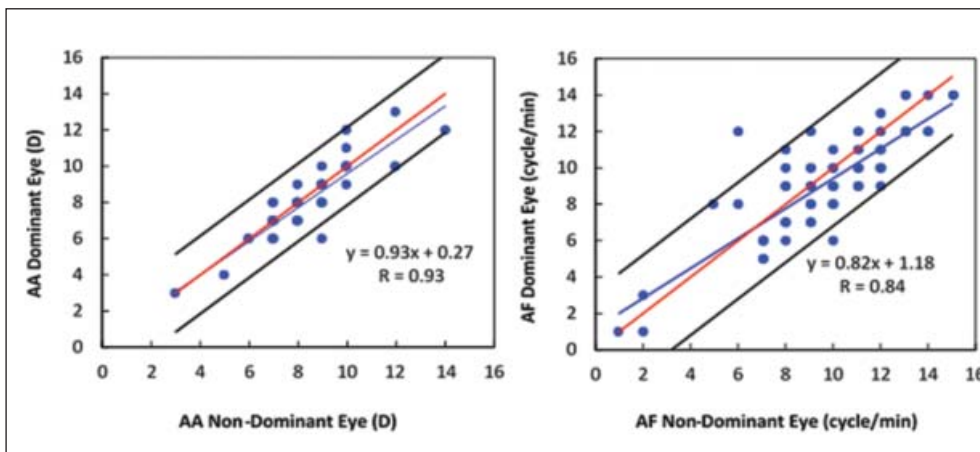 16
14
12
10
8
6
4
2
0
AA Dominant Eye (D)
y = 0.93x + 0.27
R = 0.93
0 2 4 6 8 10 12 14 16
AA Non-Dominant Eye (D)
16
14
12
10
8
6
4
2
0
AF Dominant Eye (cycle/min)
y = 0.82x + 1.18
R = 0.84
0 2 4 6 8 10 12 14 16
AF Non-Dominant Eye (cycle/min)